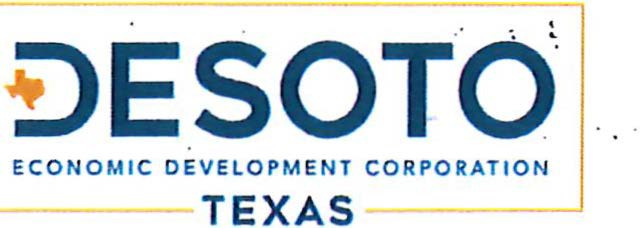 DESOTO
ECONOMIC DEVELOPMENT CORPORATION
TEXAS